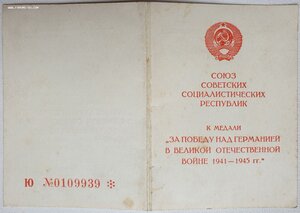 Ю №0109939 ✻
СОЮЗ
СОВЕТСКИХ
СОЦИАЛИСТИЧЕСКИХ
РЕСПУБЛИК
К МЕДАЛИ
„ЗА ПОБЕДУ НАД ГЕРМАНИЕЙ
В ВЕЛИКОЙ ОТЕЧЕСТВЕННОЙ
ВОЙНЕ 1941—1945 гг."